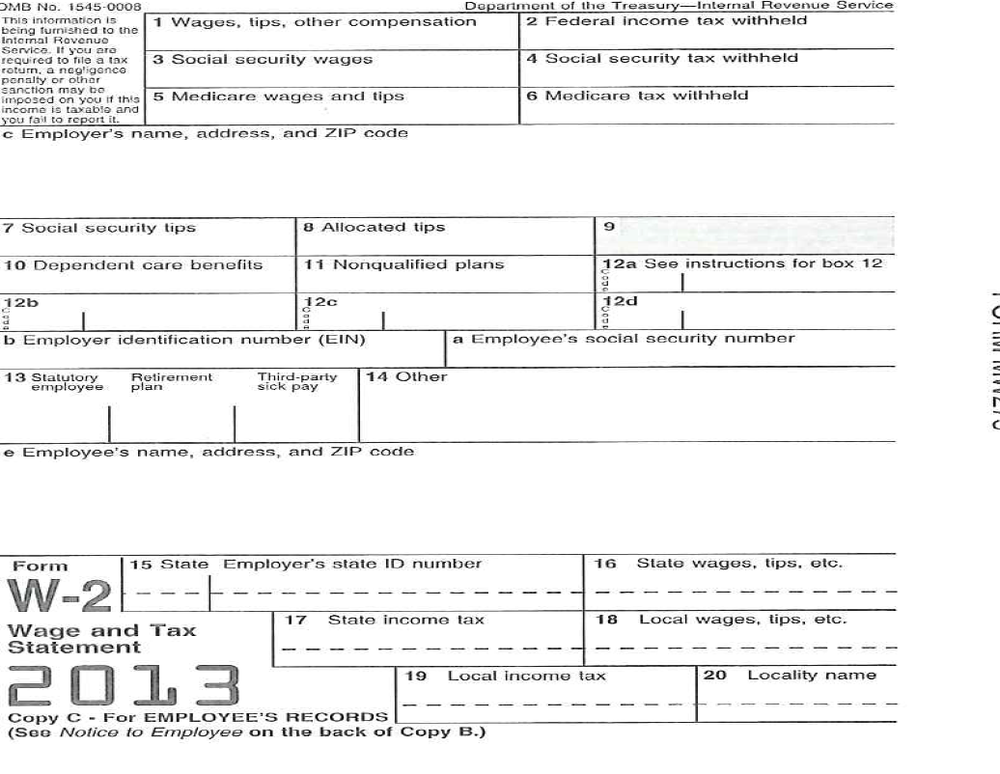 OMB No. 1545-0008
Department of the Treasury—Internal Revenue Service
This information is
being furnished to the
Internal Revenue
Service. If you are
required to file a tax
return, a negligence
penalty or other
sanction may be
imposed on you if this
income is taxable and
you fail to report it.
1 Wages, tips, other compensation
2 Federal income tax withheld
3 Social security wages
4 Social security tax withheld
5 Medicare wages and tips
6 Medicare tax withheld
c Employer's name, address, and ZIP code
7 Social security tips
8 Allocated tips
9
10 Dependent care benefits
11 Nonqualified plans
12a See instructions for box 12
Code
12b
Code
12c
Code
12d
Code
b Employer identification number (EIN)
a Employee's social security number
13 Statutory
employee
Retirement
plan
Third-party
sick pay
14 Other
e Employee's name, address, and ZIP code
Form
W-2
Wage and Tax
Statement
2013
15 State Employer's state ID number
16 State wages, tips, etc.
17 State income tax
18 Local wages, tips, etc.
19 Local income tax
20 Locality name
Copy C - For EMPLOYEE'S RECORDS
(See Notice to Employee on the back of Copy B.)